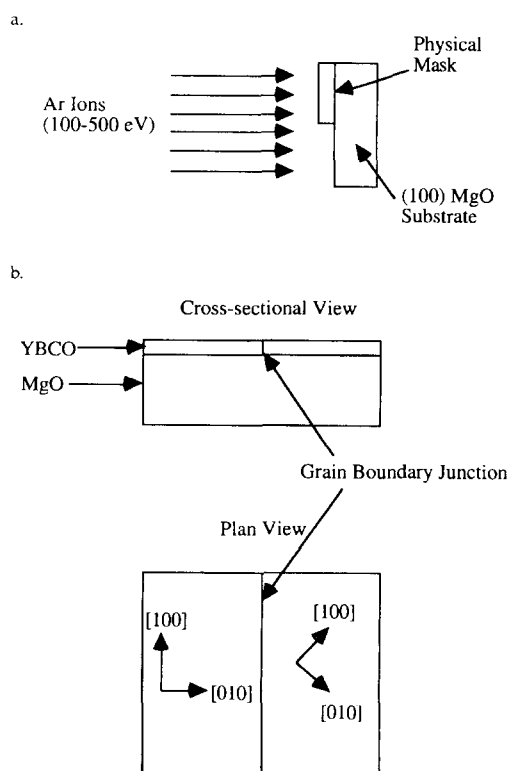 a.
Physical
Mask
Ar Ions
(100-500 eV)
(100) MgO
Substrate
b.
Cross-sectional View
YBCO
MgO
Grain Boundary Junction
Plan View
[100]
[010]
[100]
[010]